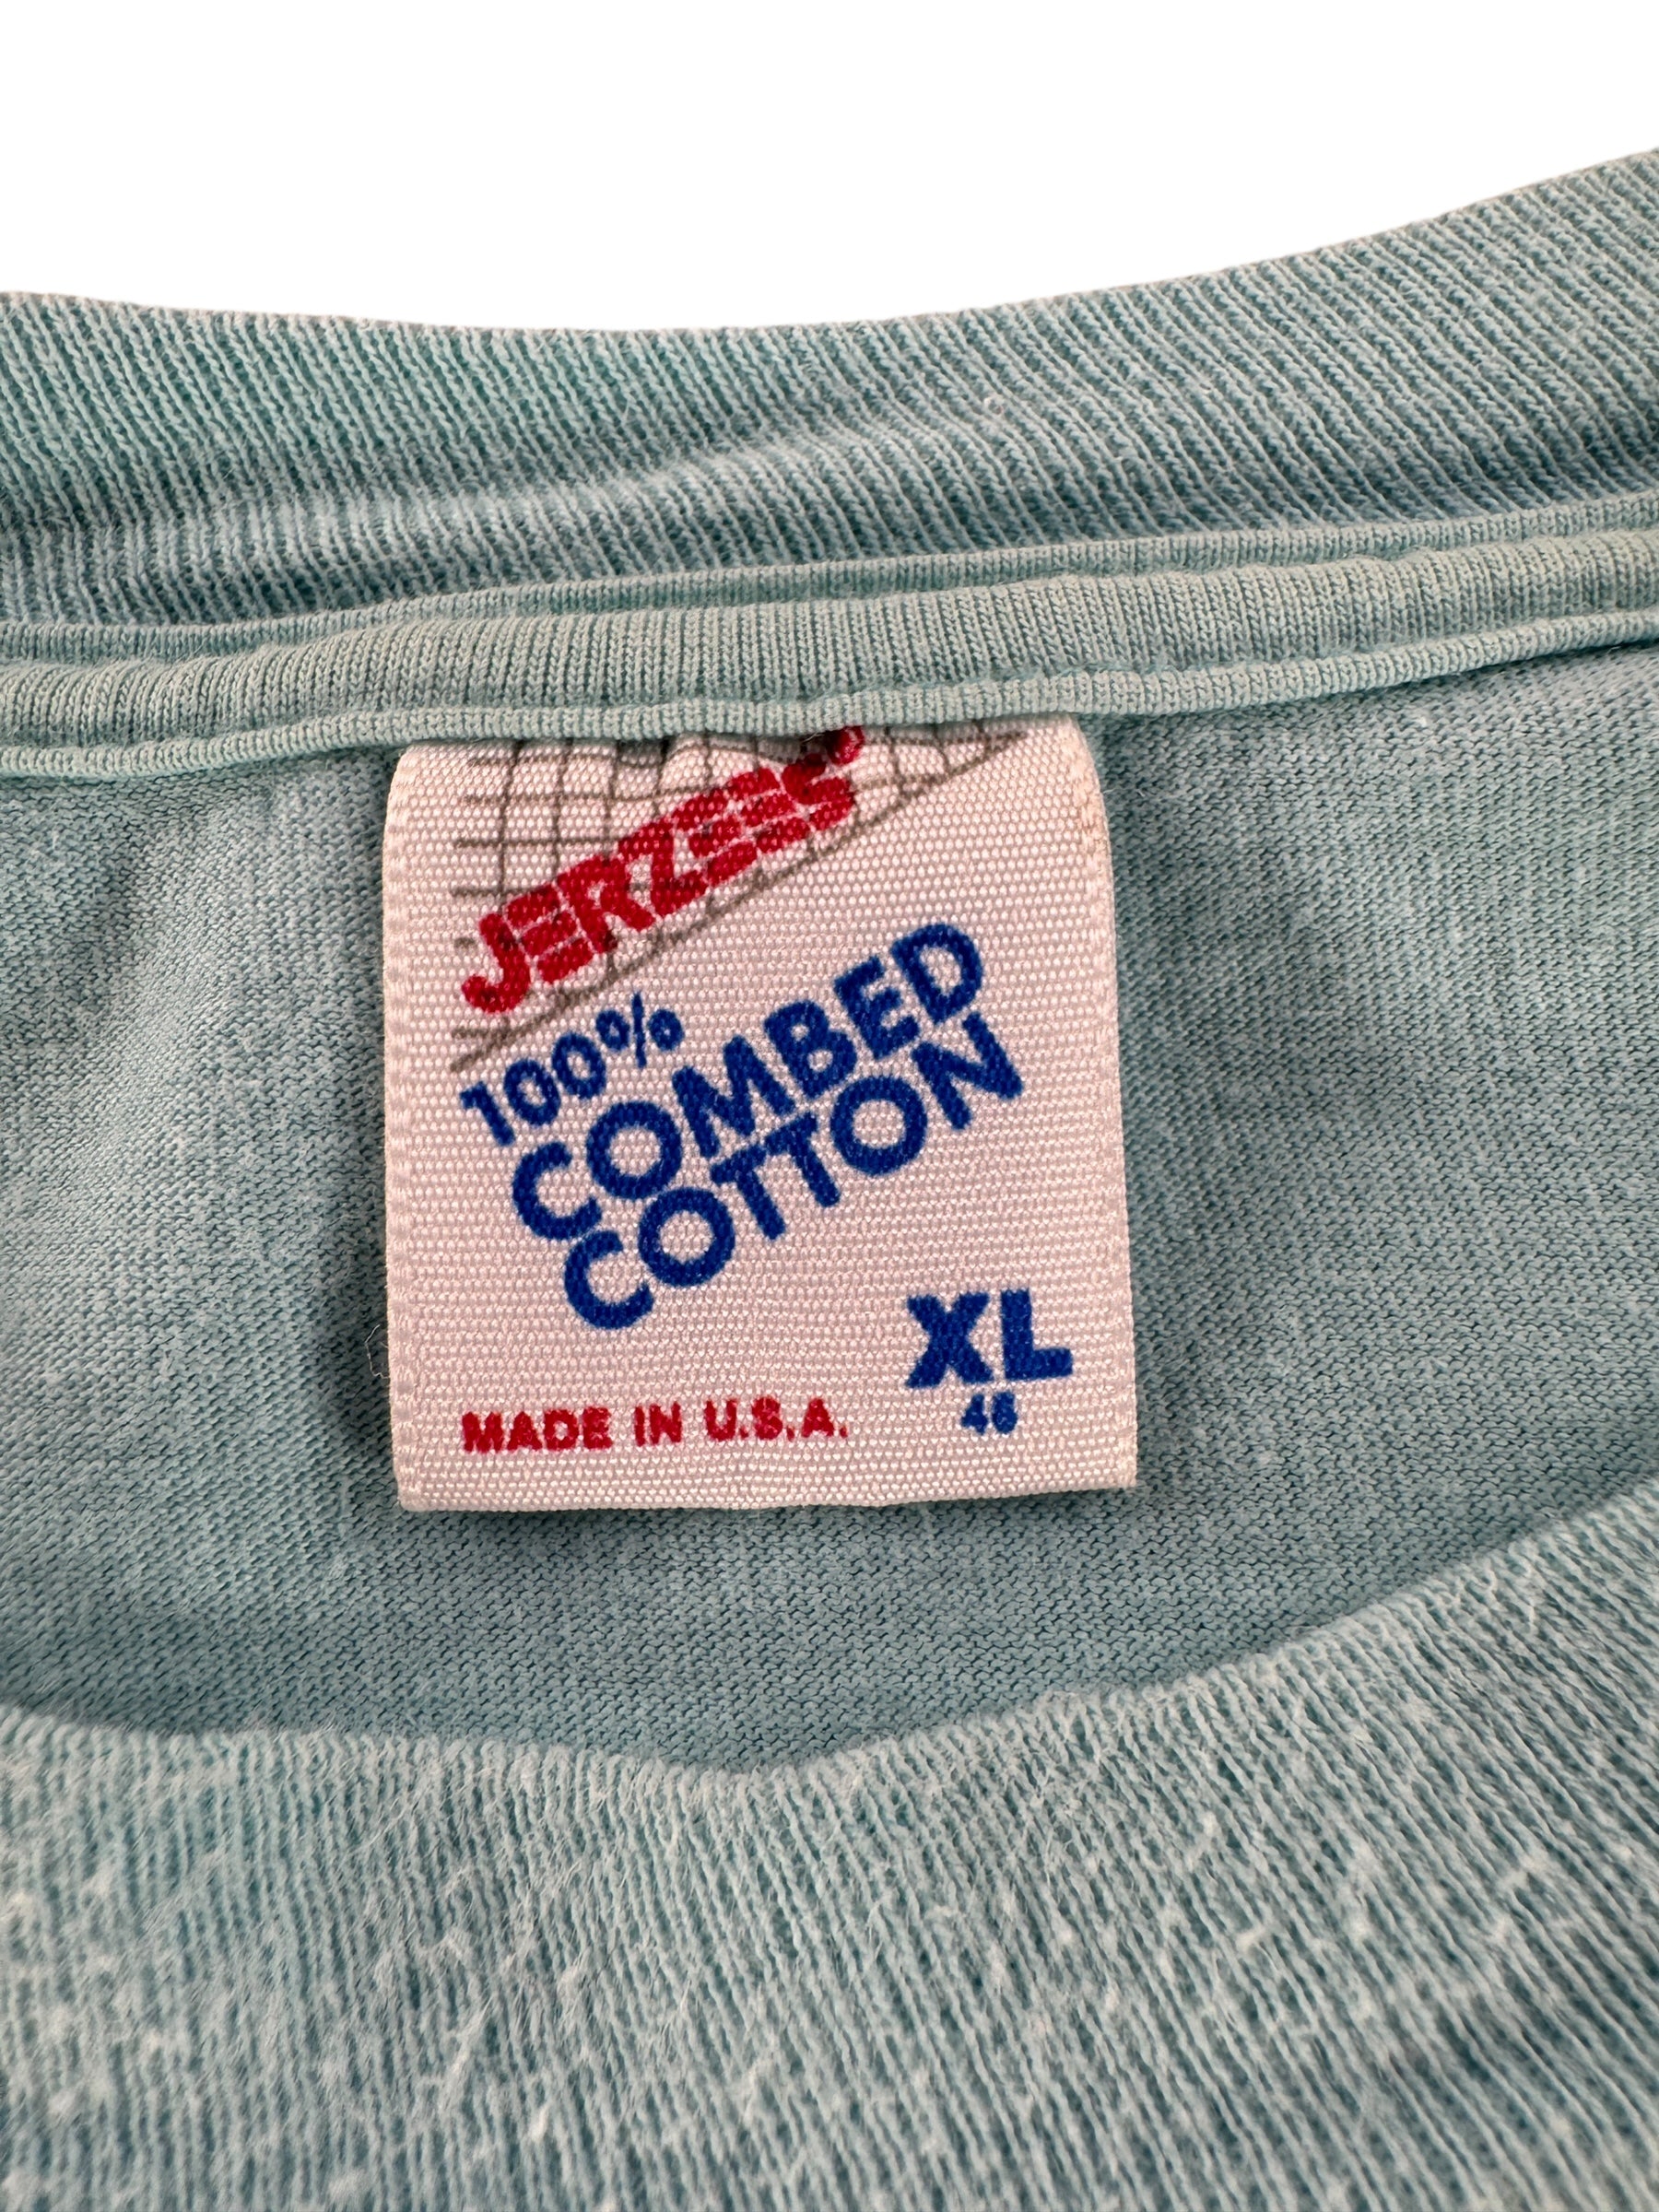 JERZEES®
100%
COMBED
COTTON
XL
46
MADE IN U.S.A.